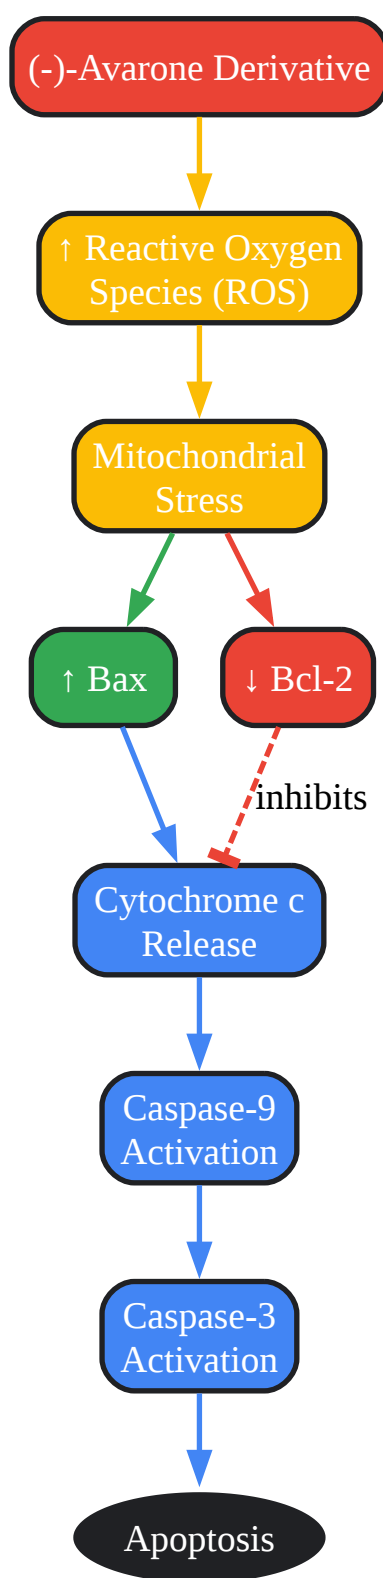 (-)-Avarone Derivative
↑ Reactive Oxygen
Species (ROS)
Mitochondrial
Stress
↑ Bax
↓ Bcl-2
inhibits
Cytochrome c
Release
Caspase-9
Activation
Caspase-3
Activation
Apoptosis